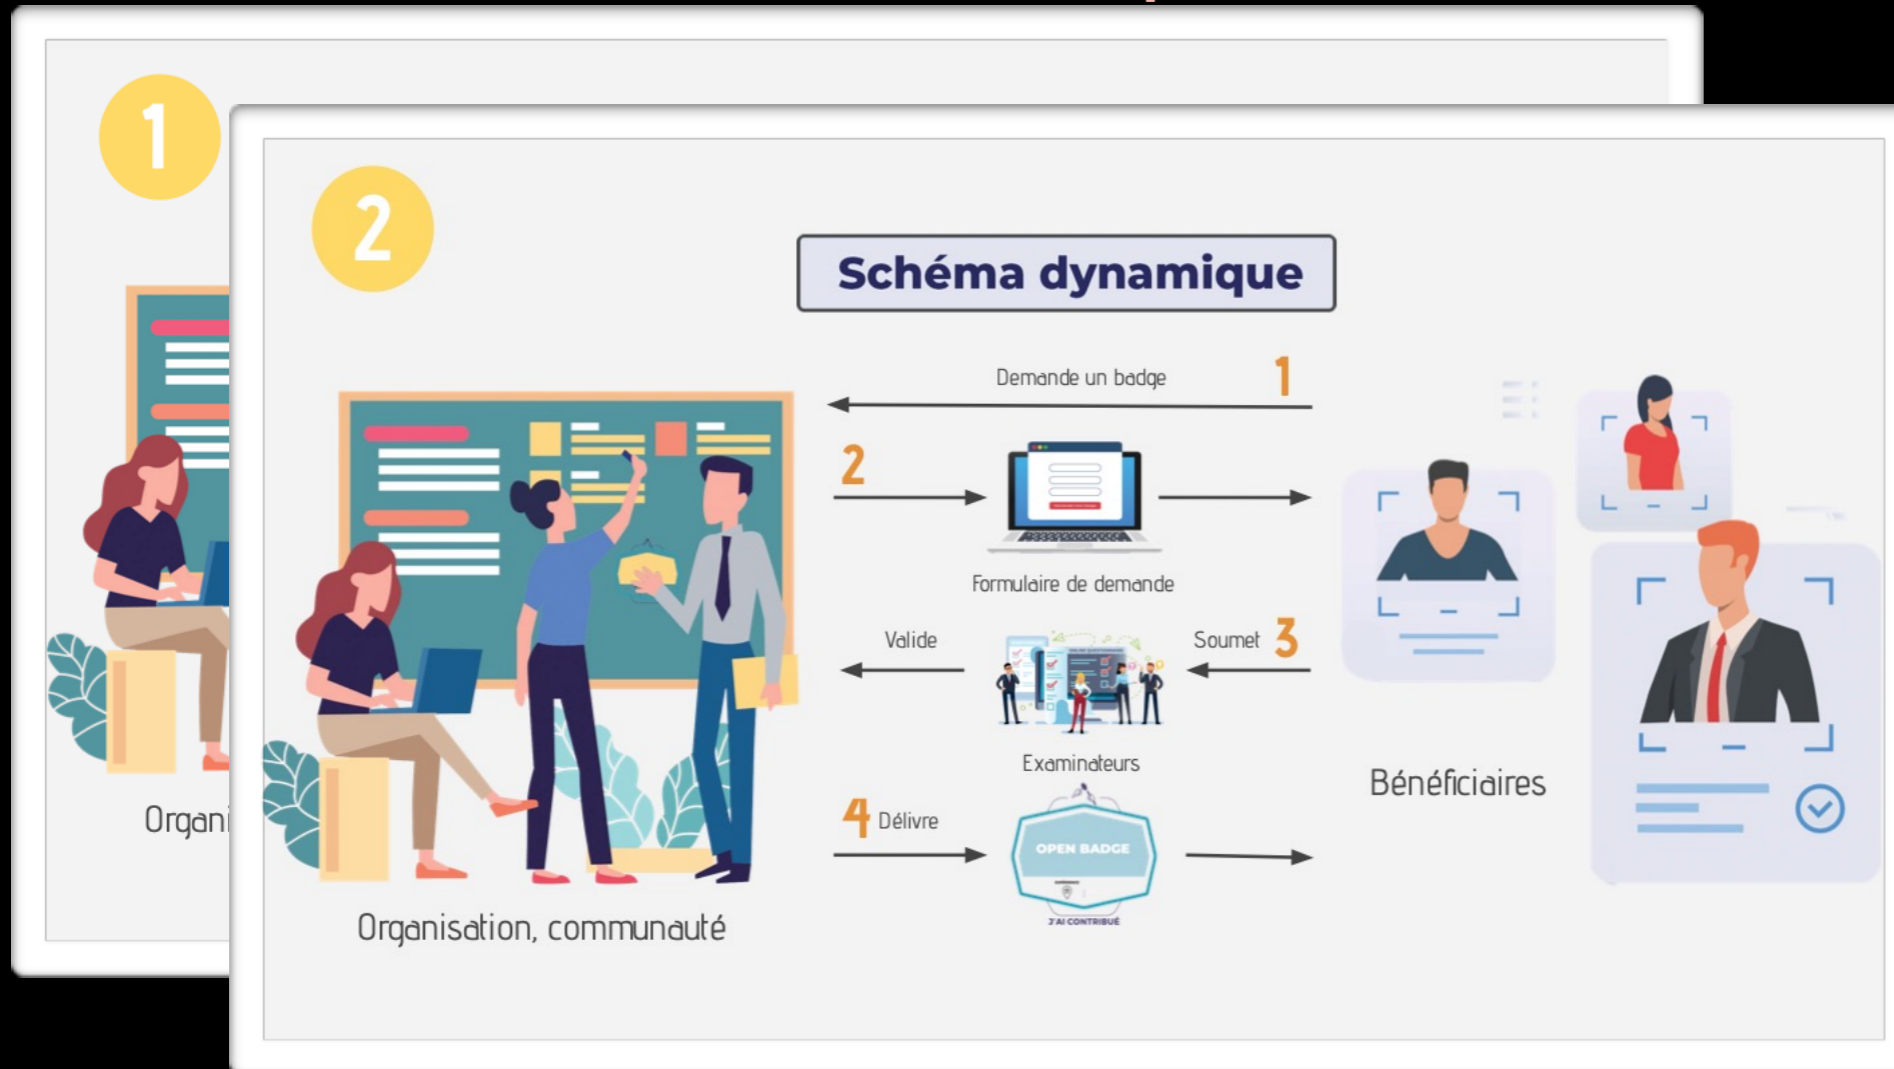 1
Organi
2
Schéma dynamique
Demande un badge
1
2
Formulaire de demande
Valide
Soumet
3
Examinateurs
4
Délivre
OPEN BADGE
J'AI CONTRIBUÉ
Bénéficiaires
Organisation, communauté